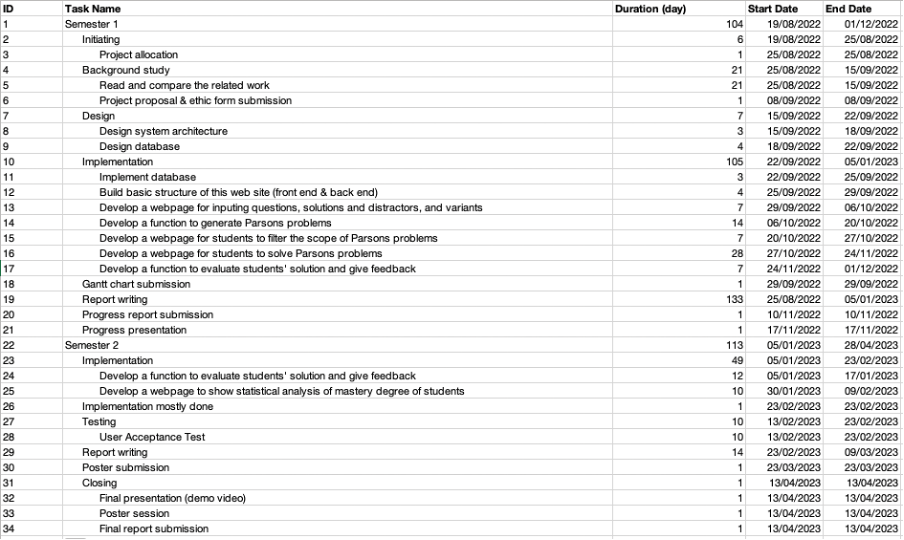 ID Task Name Duration (day) Start Date End Date
1 Semester 1 104 19/08/2022 01/12/2022
2 Initiating 6 19/08/2022 25/08/2022
3 Project allocation 1 25/08/2022 25/08/2022
4 Background study 21 25/08/2022 15/09/2022
5 Read and compare the related work 21 25/08/2022 15/09/2022
6 Project proposal & ethic form submission 1 08/09/2022 08/09/2022
7 Design 7 15/09/2022 22/09/2022
8 Design system architecture 3 15/09/2022 18/09/2022
9 Design database 4 18/09/2022 22/09/2022
10 Implementation 105 22/09/2022 05/01/2023
11 Implement database 3 22/09/2022 25/09/2022
12 Build basic structure of this web site (front end & back end) 4 25/09/2022 29/09/2022
13 Develop a webpage for inputing questions, solutions and distractors, and variants 7 29/09/2022 06/10/2022
14 Develop a function to generate Parsons problems 14 06/10/2022 20/10/2022
15 Develop a webpage for students to filter the scope of Parsons problems 7 20/10/2022 27/10/2022
16 Develop a webpage for students to solve Parsons problems 28 27/10/2022 24/11/2022
17 Develop a function to evaluate students' solution and give feedback 7 24/11/2022 01/12/2022
18 Gantt chart submission 1 29/09/2022 29/09/2022
19 Report writing 133 25/08/2022 05/01/2023
20 Progress report submission 1 10/11/2022 10/11/2022
21 Progress presentation 1 17/11/2022 17/11/2022
22 Semester 2 113 05/01/2023 28/04/2023
23 Implementation 49 05/01/2023 23/02/2023
24 Develop a function to evaluate students' solution and give feedback 12 05/01/2023 17/01/2023
25 Develop a webpage to show statistical analysis of mastery degree of students 10 30/01/2023 09/02/2023
26 Implementation mostly done 1 23/02/2023 23/02/2023
27 Testing 10 13/02/2023 23/02/2023
28 User Acceptance Test 10 13/02/2023 23/02/2023
29 Report writing 14 23/02/2023 09/03/2023
30 Poster submission 1 23/03/2023 23/03/2023
31 Closing 1 13/04/2023 13/04/2023
32 Final presentation (demo video) 1 13/04/2023 13/04/2023
33 Poster session 1 13/04/2023 13/04/2023
34 Final report submission 1 13/04/2023 13/04/2023